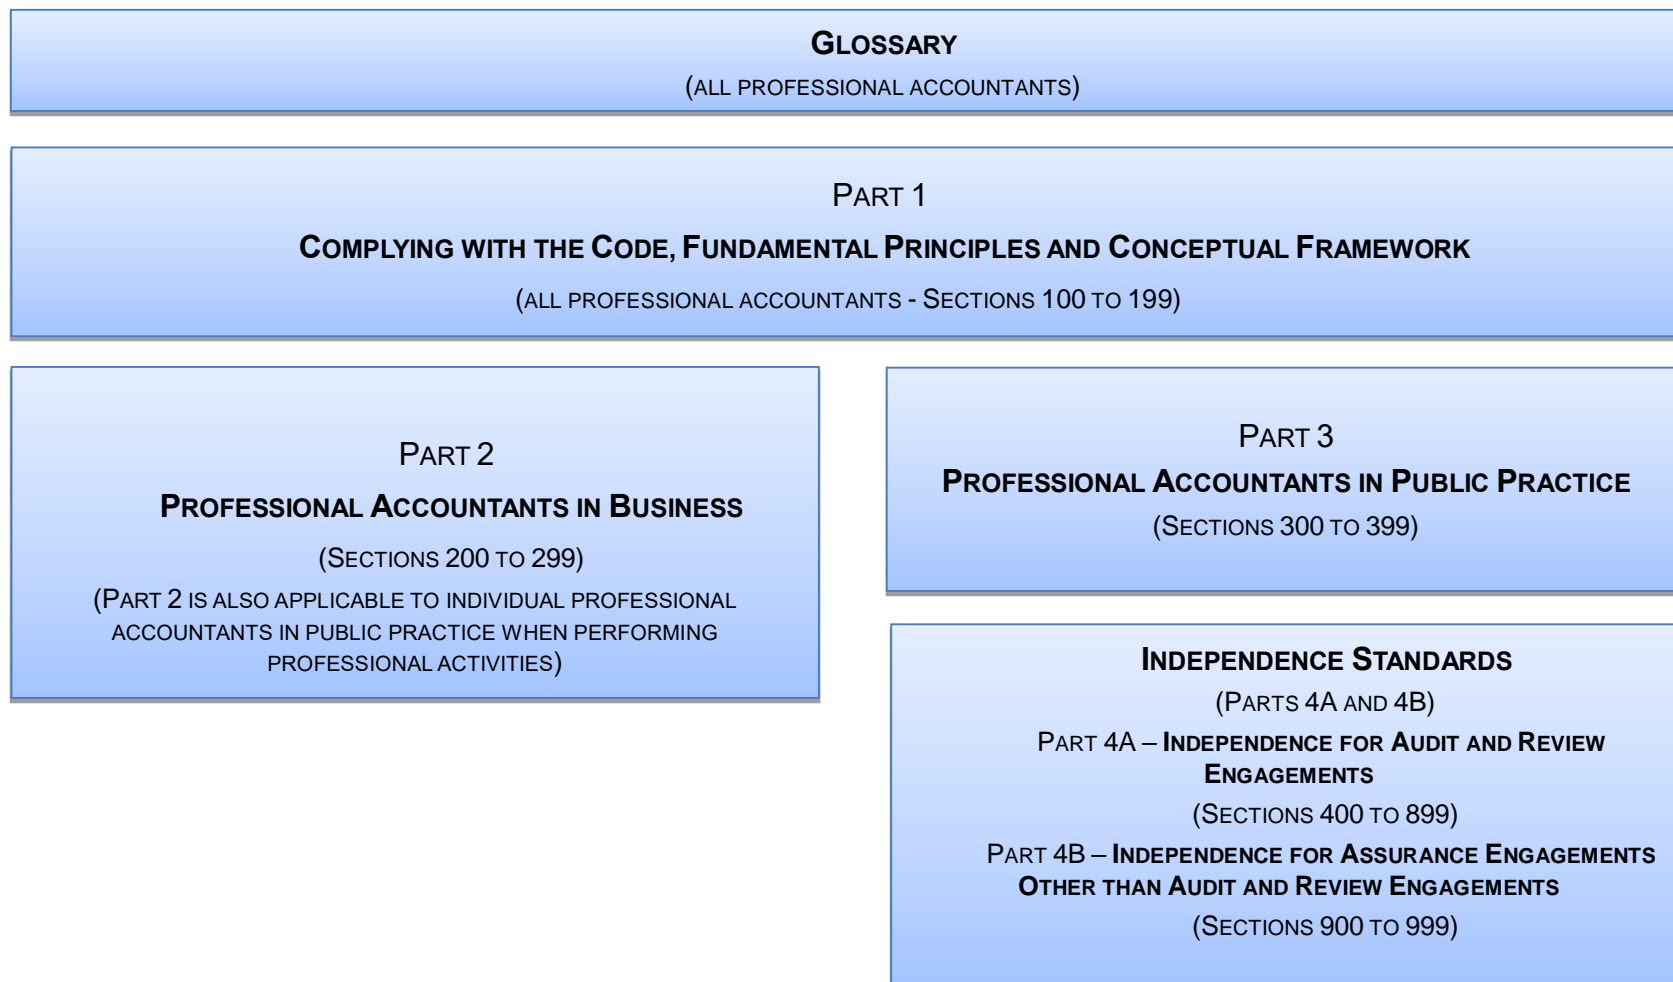 GLOSSARY
(ALL PROFESSIONAL ACCOUNTANTS)
PART 1
COMPLYING WITH THE CODE, FUNDAMENTAL PRINCIPLES AND CONCEPTUAL FRAMEWORK
(ALL PROFESSIONAL ACCOUNTANTS - SECTIONS 100 TO 199)
PART 2
PROFESSIONAL ACCOUNTANTS IN BUSINESS
(SECTIONS 200 TO 299)
(PART 2 IS ALSO APPLICABLE TO INDIVIDUAL PROFESSIONAL
ACCOUNTANTS IN PUBLIC PRACTICE WHEN PERFORMING
PROFESSIONAL ACTIVITIES)
PART 3
PROFESSIONAL ACCOUNTANTS IN PUBLIC PRACTICE
(SECTIONS 300 TO 399)
INDEPENDENCE STANDARDS
(PARTS 4A AND 4B)
PART 4A – INDEPENDENCE FOR AUDIT AND REVIEW
ENGAGEMENTS
(SECTIONS 400 TO 899)
PART 4B – INDEPENDENCE FOR ASSURANCE ENGAGEMENTS
OTHER THAN AUDIT AND REVIEW ENGAGEMENTS
(SECTIONS 900 TO 999)